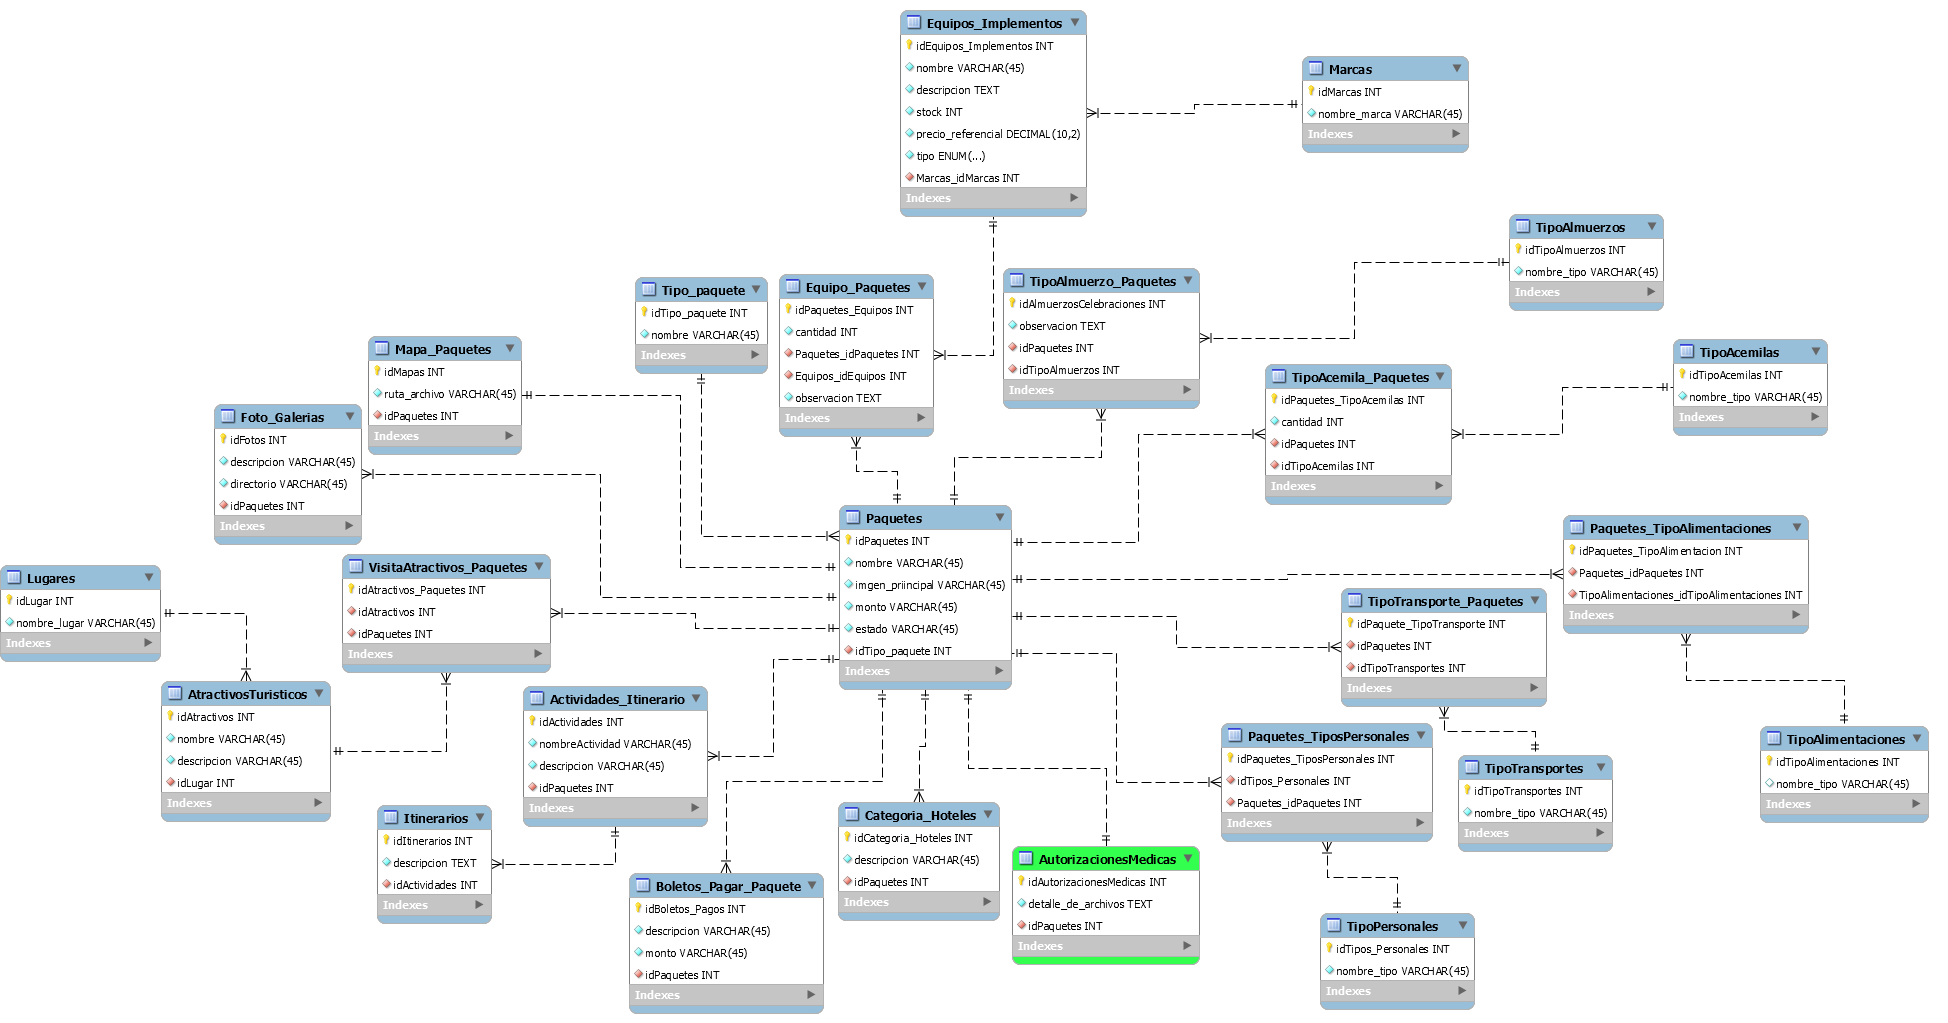 Equipos_Implementos
idEquipos_Implementos INT
nombre VARCHAR(45)
descripcion TEXT
stock INT
precio_referencial DECIMAL(10,2)
tipo ENUM(...)
Marcas_idMarcas INT
Indexes
Marcas
idMarcas INT
nombre_marca VARCHAR(45)
Indexes
TipoAlmuerzos
idTipoAlmuerzos INT
nombre_tipo VARCHAR(45)
Indexes
Tipo_paquete
idTipo_paquete INT
nombre VARCHAR(45)
Indexes
Equipo_Paquetes
idPaquetes_Equipos INT
cantidad INT
Paquetes_idPaquetes INT
Equipos_idEquipos INT
observacion TEXT
Indexes
TipoAlmuerzo_Paquetes
idAlmuerzosCelebraciones INT
observacion TEXT
idPaquetes INT
idTipoAlmuerzos INT
Indexes
Mapa_Paquetes
idMapas INT
ruta_archivo VARCHAR(45)
idPaquetes INT
Indexes
TipoAcemilas
idTipoAcemilas INT
nombre_tipo VARCHAR(45)
Indexes
TipoAcemila_Paquetes
idPaquetes_TipoAcemilas INT
cantidad INT
idPaquetes INT
idTipoAcemilas INT
Indexes
Foto_Galerias
idFotos INT
descripcion VARCHAR(45)
directorio VARCHAR(45)
idPaquetes INT
Indexes
Paquetes
idPaquetes INT
nombre VARCHAR(45)
imgen_priincipal VARCHAR(45)
monto VARCHAR(45)
estado VARCHAR(45)
idTipo_paquete INT
Indexes
Paquetes_TipoAlimentaciones
idPaquetes_TipoAlimentacion INT
Paquetes_idPaquetes INT
TipoAlimentaciones_idTipoAlimentaciones INT
Indexes
Lugares
idLugar INT
nombre_lugar VARCHAR(45)
Indexes
VisitaAtractivos_Paquetes
idAtractivos_Paquetes INT
idAtractivos INT
idPaquetes INT
Indexes
TipoTransporte_Paquetes
idPaquete_TipoTransporte INT
idPaquetes INT
idTipoTransportes INT
Indexes
AtractivosTuristicos
idAtractivos INT
nombre VARCHAR(45)
descripcion VARCHAR(45)
idLugar INT
Indexes
Actividades_Itinerario
idActividades INT
nombreActividad VARCHAR(45)
descripcion VARCHAR(45)
idPaquetes INT
Indexes
Paquetes_TiposPersonales
idPaquetes_TiposPersonales INT
idTipos_Personales INT
Paquetes_idPaquetes INT
Indexes
TipoTransportes
idTipoTransportes INT
nombre_tipo VARCHAR(45)
Indexes
TipoAlimentaciones
idTipoAlimentaciones INT
nombre_tipo VARCHAR(45)
Indexes
Itinerarios
idItinerarios INT
descripcion TEXT
idActividades INT
Indexes
Categoria_Hoteles
idCategoria_Hoteles INT
descripcion VARCHAR(45)
idPaquetes INT
Indexes
AutorizacionesMedicas
idAutorizacionesMedicas INT
detalle_de_archivos TEXT
idPaquetes INT
Indexes
Boletos_Pagar_Paquete
idBoletos_Pagos INT
descripcion VARCHAR(45)
monto VARCHAR(45)
idPaquetes INT
Indexes
TipoPersonales
idTipos_Personales INT
nombre_tipo VARCHAR(45)
Indexes